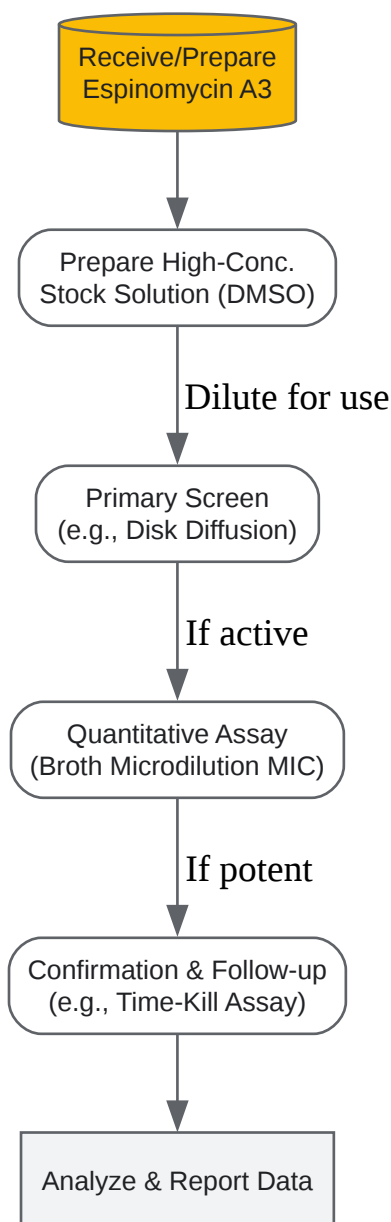 Receive/Prepare
Espinomycin A3
Prepare High-Conc.
Stock Solution (DMSO)
Dilute for use
Primary Screen
(e.g., Disk Diffusion)
If active
Quantitative Assay
(Broth Microdilution MIC)
If potent
Confirmation & Follow-up
(e.g., Time-Kill Assay)
Analyze & Report Data